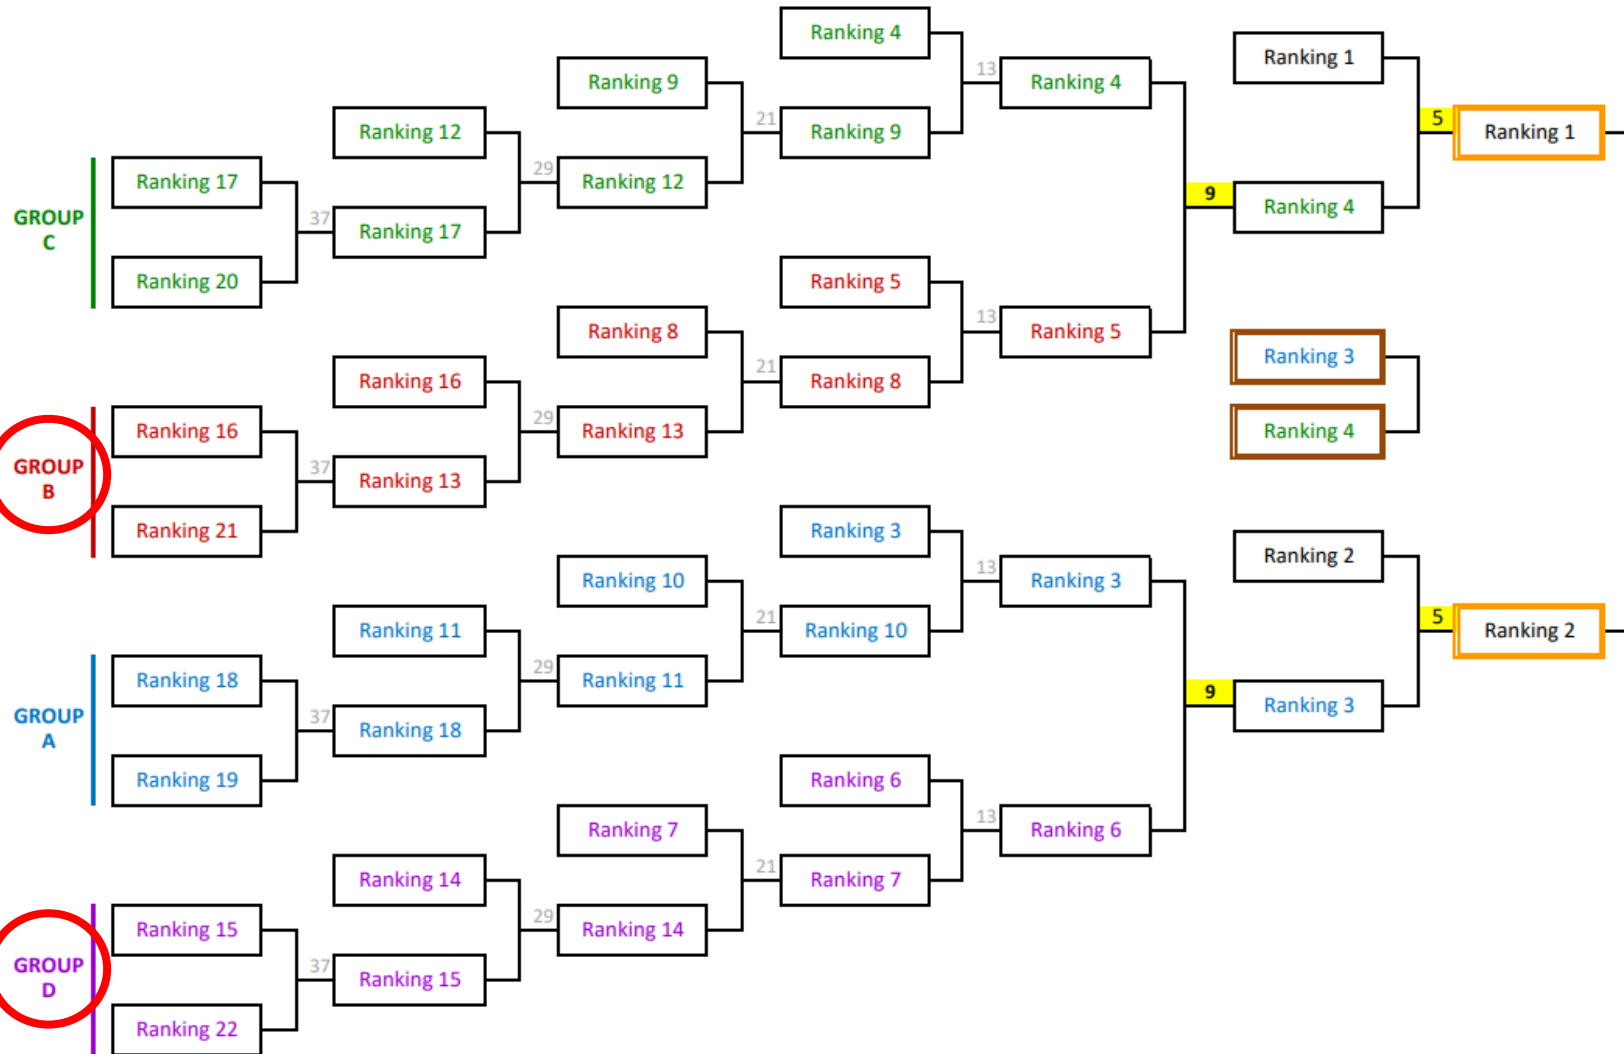 Ranking 4
Ranking 1
Ranking 9
13
Ranking 4
5
Ranking 1
Ranking 12
21
Ranking 9
GROUP
C
Ranking 17
29
Ranking 12
9
Ranking 4
37
Ranking 17
Ranking 20
Ranking 5
Ranking 8
13
Ranking 5
Ranking 3
Ranking 16
21
Ranking 8
GROUP
B
Ranking 16
29
Ranking 13
Ranking 4
37
Ranking 13
Ranking 21
Ranking 3
Ranking 2
Ranking 10
13
Ranking 3
5
Ranking 2
Ranking 11
21
Ranking 10
GROUP
A
Ranking 18
29
Ranking 11
9
Ranking 3
37
Ranking 18
Ranking 19
Ranking 6
Ranking 7
13
Ranking 6
Ranking 14
21
Ranking 7
GROUP
D
Ranking 15
29
Ranking 14
37
Ranking 15
Ranking 22